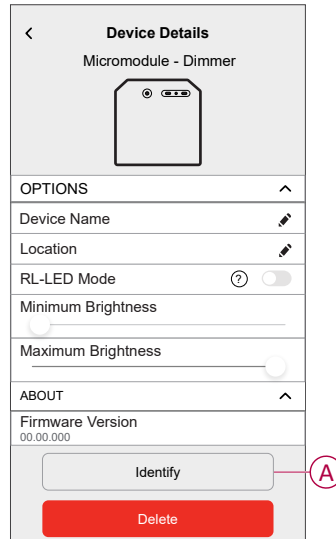 Device Details
Micromodule - Dimmer
OPTIONS
Device Name
Location
RL-LED Mode ?
Minimum Brightness
Maximum Brightness
ABOUT
Firmware Version
00.00.000
Identify
A
Delete